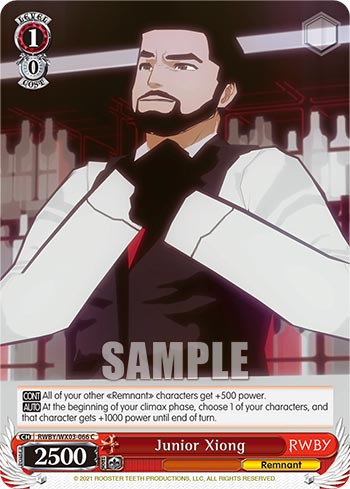 LEVEL
1
0
COST
SAMPLE
CONT All of your other «Remnant» characters get +500 power.
AUTO At the beginning of your climax phase, choose 1 of your characters, and
that character gets +1000 power until end of turn.
CH RWBY/WX03-066 C
2500
Junior Xiong
RWBY
Remnant
© 2021 ROOSTER TEETH PRODUCTIONS, LLC, ALL RIGHTS RESERVED.